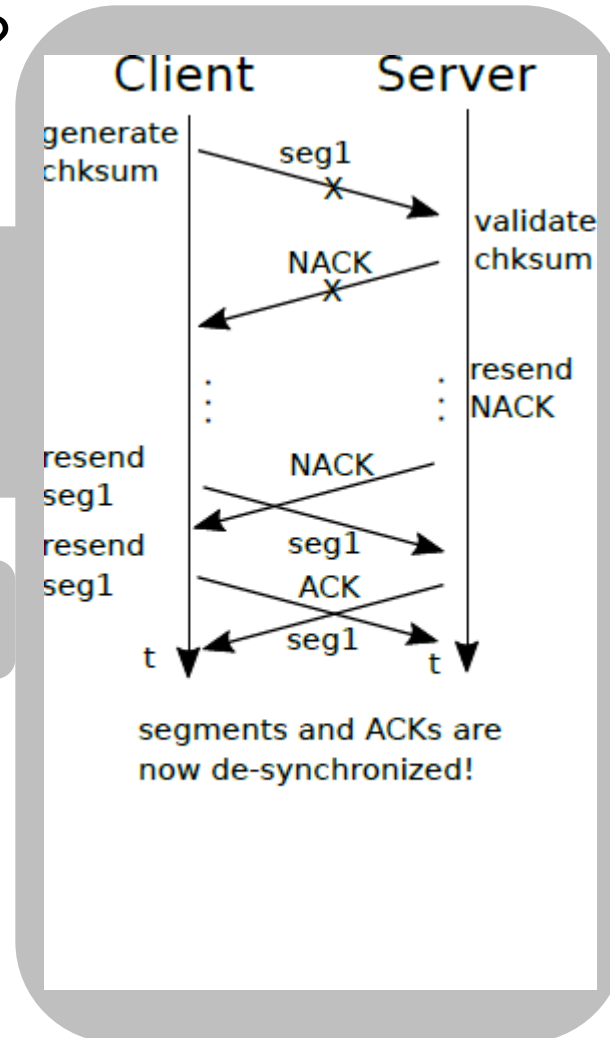 ?
Client Server
generate
chksum
seg1
X
validate
chksum
NACK
X
resend
NACK
resend
seg1
NACK
seg1
resend
seg1
ACK
seg1
t
t
segments and ACKs are
now de-synchronized!